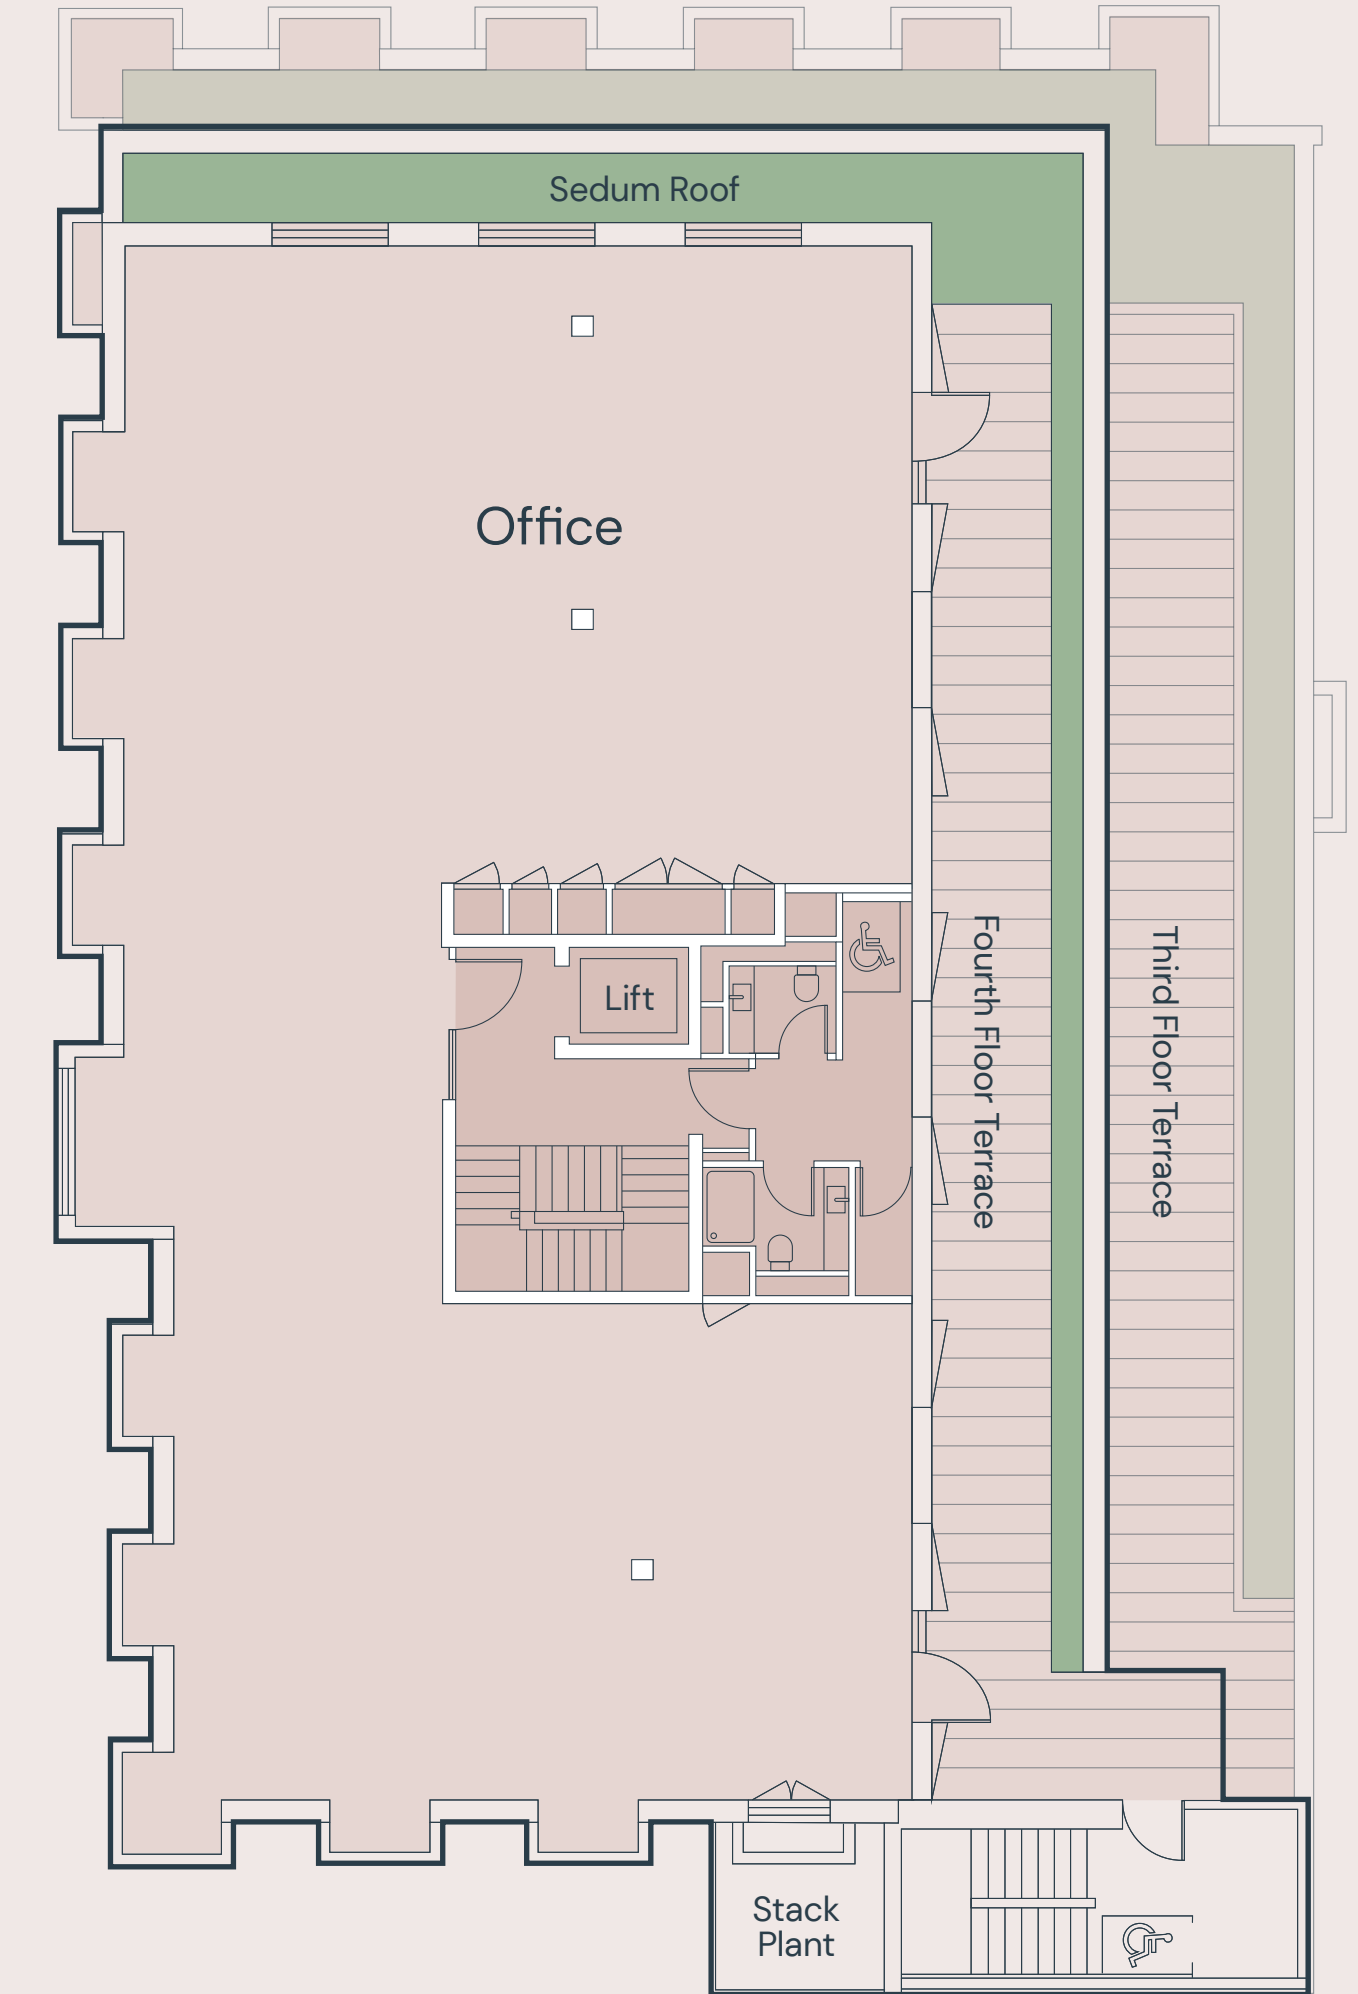 Sedum Roof
Office
Lift
Fourth Floor Terrace
Third Floor Terrace
Stack
Plant